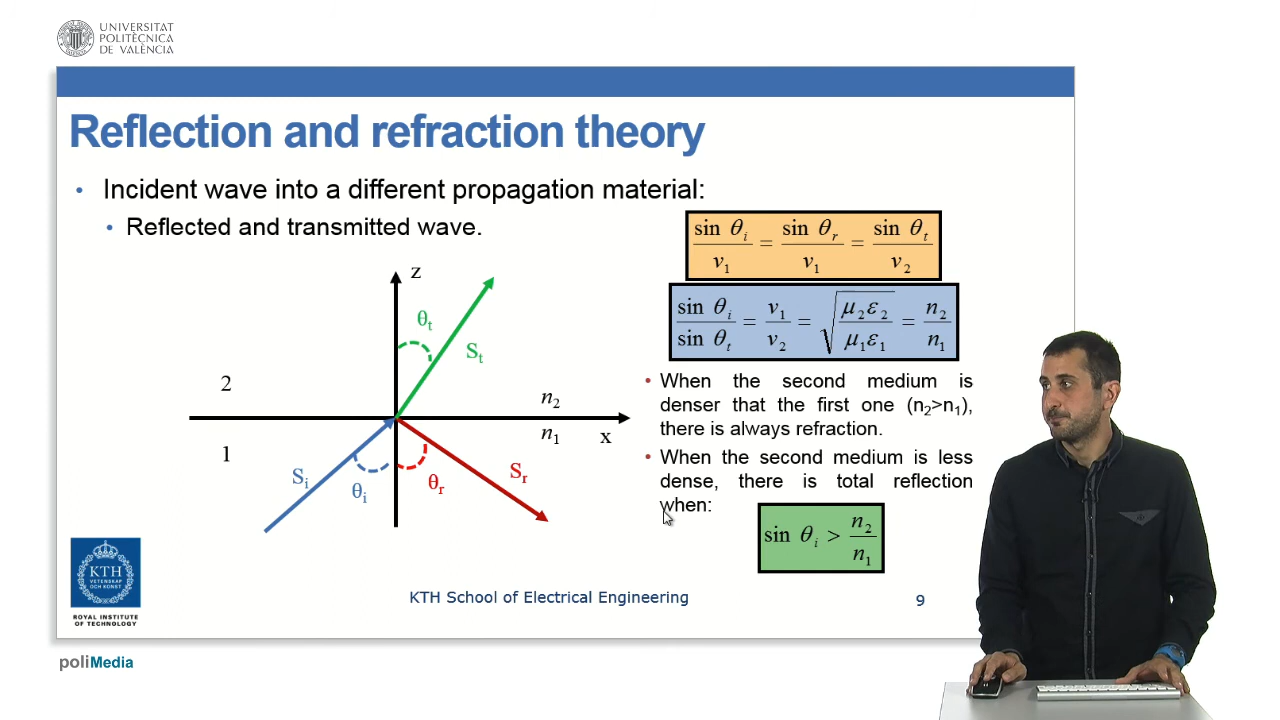 UNIVERSITAT
POLITÈCNICA
DE VALÈNCIA
Reflection and refraction theory
• Incident wave into a different propagation material:
• Reflected and transmitted wave.
sin θi / v1 = sin θr / v1 = sin θt / v2
sin θi / sin θt = v1 / v2 = √(μ2ε2 / μ1ε1) = n2 / n1
z
θt
St
2
n2
n1
x
1
Si
θi
θr
Sr
• When the second medium is
denser that the first one (n2>n1),
there is always refraction.
• When the second medium is less
dense, there is total reflection
when:
sin θi > n2 / n1
KTH
VETENSKAP
OCH KONST
ROYAL INSTITUTE
OF TECHNOLOGY
KTH School of Electrical Engineering
9
poliMedia